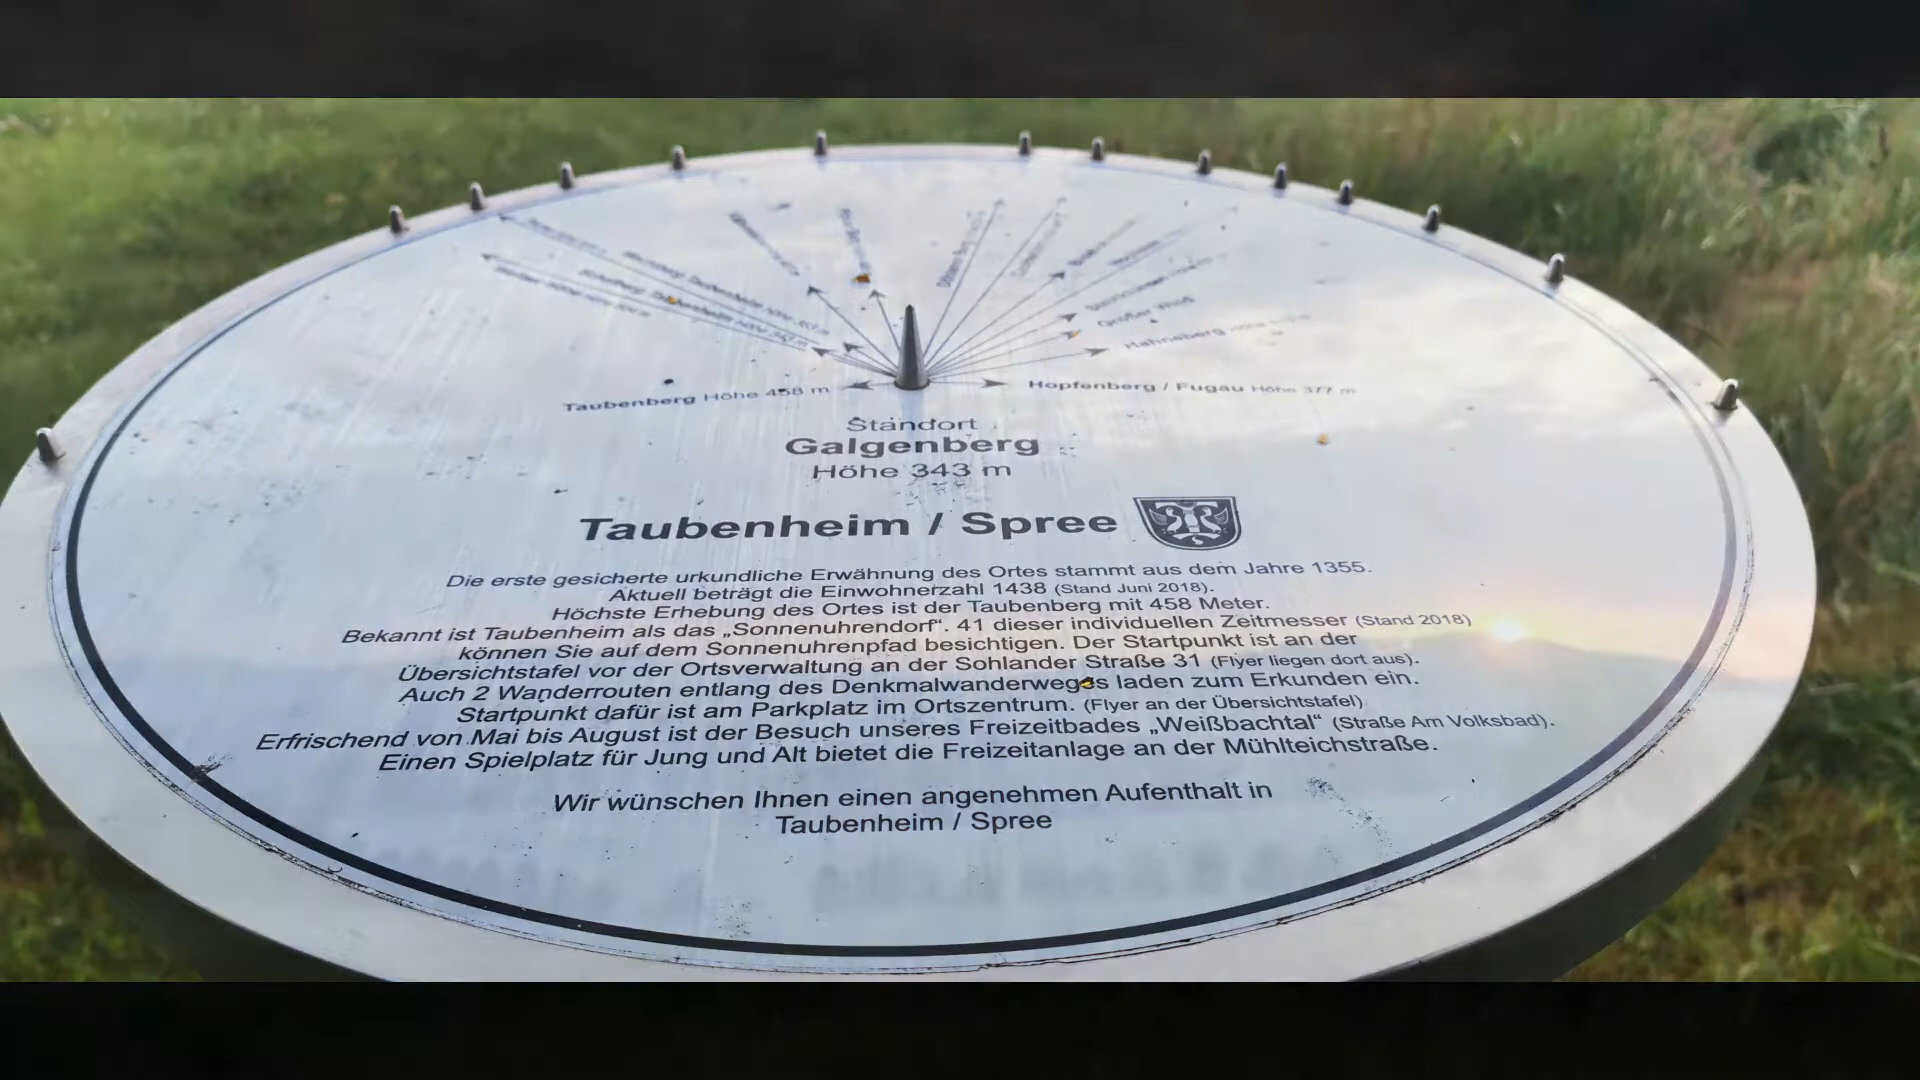 Taubenberg Höhe 458 m
Hopfenberg / Fugau Höhe 377 m
Hahneberg
Großer Wolf
Standort
Galgenberg
Höhe 343 m
Taubenheim / Spree
Die erste gesicherte urkundliche Erwähnung des Ortes stammt aus dem Jahre 1355.
Aktuell beträgt die Einwohnerzahl 1438 (Stand Juni 2018).
Höchste Erhebung des Ortes ist der Taubenberg mit 458 Meter.
Bekannt ist Taubenheim als das „Sonnenuhrendorf“. 41 dieser individuellen Zeitmesser (Stand 2018)
können Sie auf dem Sonnenuhrenpfad besichtigen. Der Startpunkt ist an der
Übersichtstafel vor der Ortsverwaltung an der Sohlander Straße 31 (Flyer liegen dort aus).
Auch 2 Wanderrouten entlang des Denkmalwanderweges laden zum Erkunden ein.
Startpunkt dafür ist am Parkplatz im Ortszentrum. (Flyer an der Übersichtstafel)
Erfrischend von Mai bis August ist der Besuch unseres Freizeitbades „Weißbachtal“ (Straße Am Volksbad).
Einen Spielplatz für Jung und Alt bietet die Freizeitanlage an der Mühlteichstraße.
Wir wünschen Ihnen einen angenehmen Aufenthalt in
Taubenheim / Spree